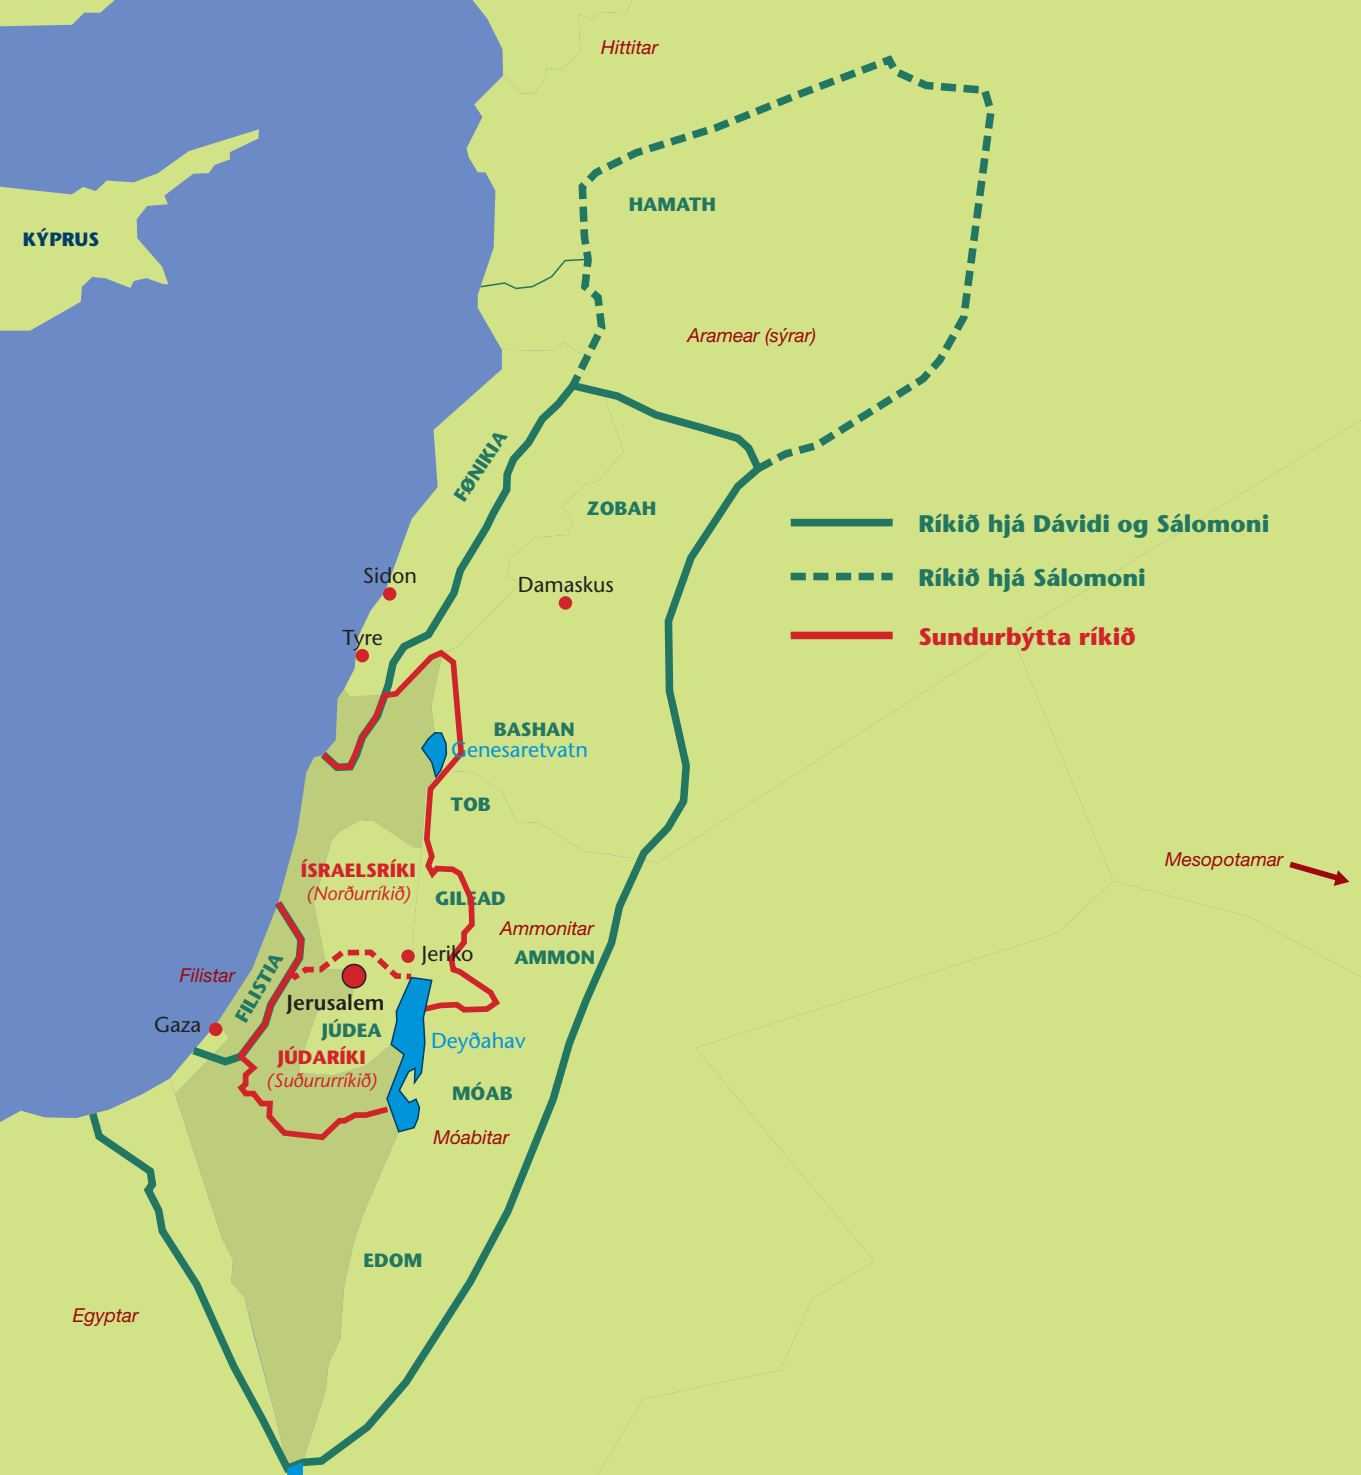 Hittitar
HAMATH
KÝPRUS
Aramear (sýrar)
FØNIKIA
ZOBAH
Ríkið hjá Dávidi og Sálomoni
Ríkið hjá Sálomoni
Sundurbýtta ríkið
Sidon
Damaskus
Tyre
BASHAN
Genesaretvatn
TOB
Mesopotamar
ÍSRAELSRÍKI
(Norðurríkið)
GILEAD
Ammonitar
Jeriko
AMMON
Filistar
FILISTIA
Jerusalem
Gaza
JÚDEA
Deyðahav
JÚDARÍKI
(Suðururríkið)
MÓAB
Móabitar
EDOM
Egyptar